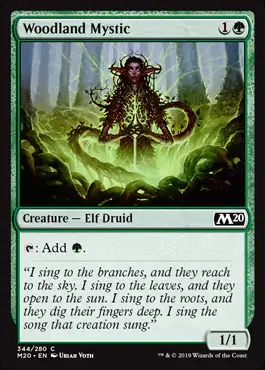 Woodland Mystic 1
Creature — Elf Druid M20
: Add .
“I sing to the branches, and they reach
to the sky. I sing to the leaves, and they
open to the sun. I sing to the roots, and
they dig their fingers deep. I sing the
song that creation sung.”
1/1
344/280 C
M20 • EN Uriah Voth ™ & © 2019 Wizards of the Coast